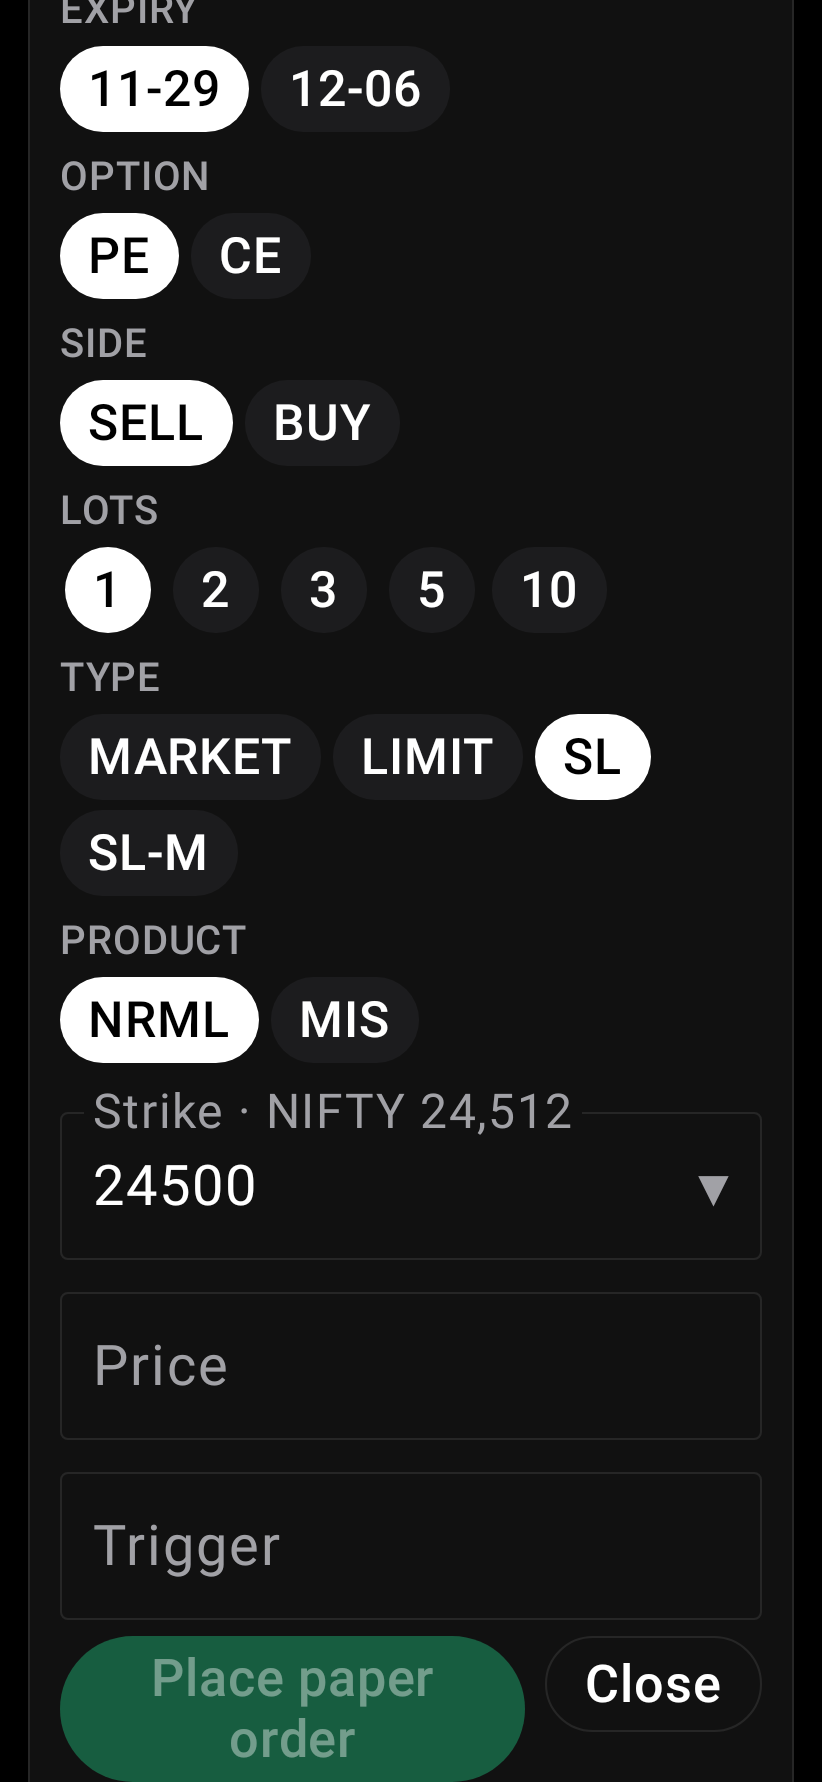 EXPIRY
11-29 12-06
OPTION
PE CE
SIDE
SELL BUY
LOTS
1 2 3 5 10
TYPE
MARKET LIMIT SL
SL-M
PRODUCT
NRML MIS
Strike · NIFTY 24,512
24500 ▼
Price
Trigger
Place paper
order
Close